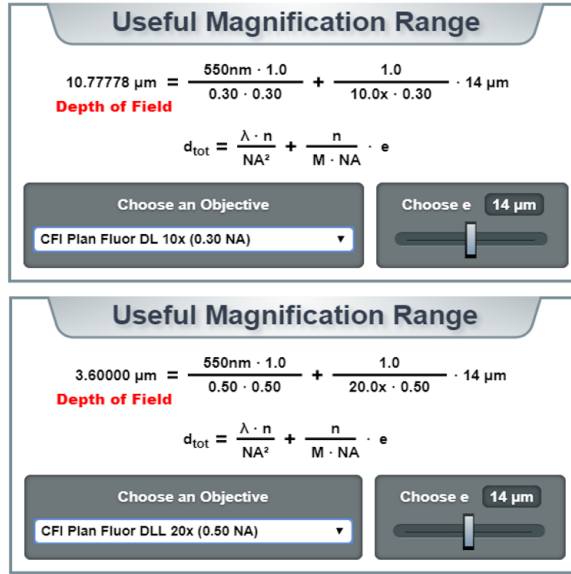 Useful Magnification Range
10.77778 µm = 550nm · 1.0 / 0.30 · 0.30 + 1.0 / 10.0x · 0.30 · 14 µm
Depth of Field
d_tot = λ · n / NA² + n / M · NA · e
Choose an Objective
Choose e 14 µm
CFI Plan Fluor DL 10x (0.30 NA)
Useful Magnification Range
3.60000 µm = 550nm · 1.0 / 0.50 · 0.50 + 1.0 / 20.0x · 0.50 · 14 µm
Depth of Field
d_tot = λ · n / NA² + n / M · NA · e
Choose an Objective
Choose e 14 µm
CFI Plan Fluor DLL 20x (0.50 NA)